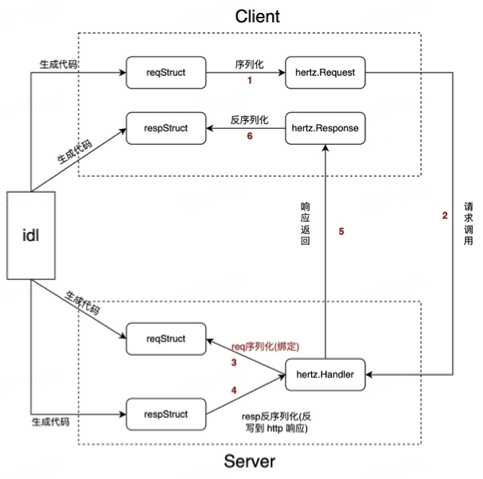 Client
生成代码
reqStruct
序列化
1
hertz.Request
respStruct
反序列化
6
hertz.Response
生成代码
idl
响应返回
5
2
请求调用
生成代码
reqStruct
req序列化(绑定)
3
hertz.Handler
4
respStruct
生成代码
resp反序列化(反
写到 http 响应)
Server